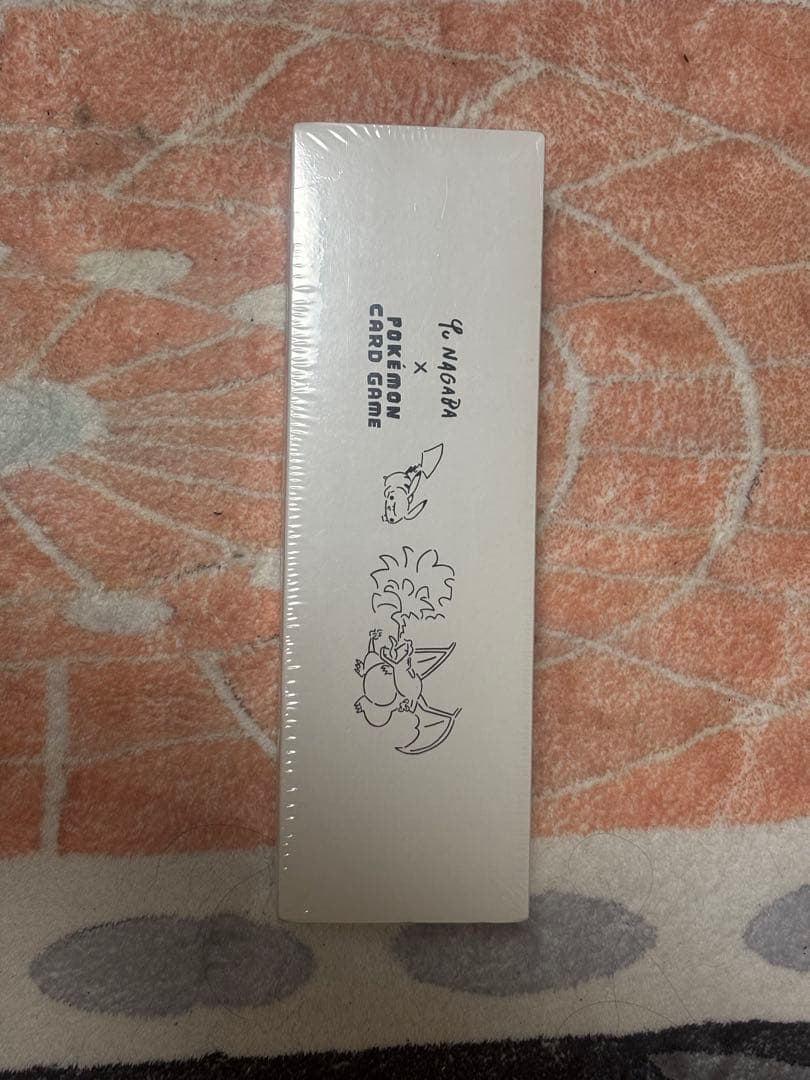 Yu NAGABA
×
POKÉMON
CARD GAME